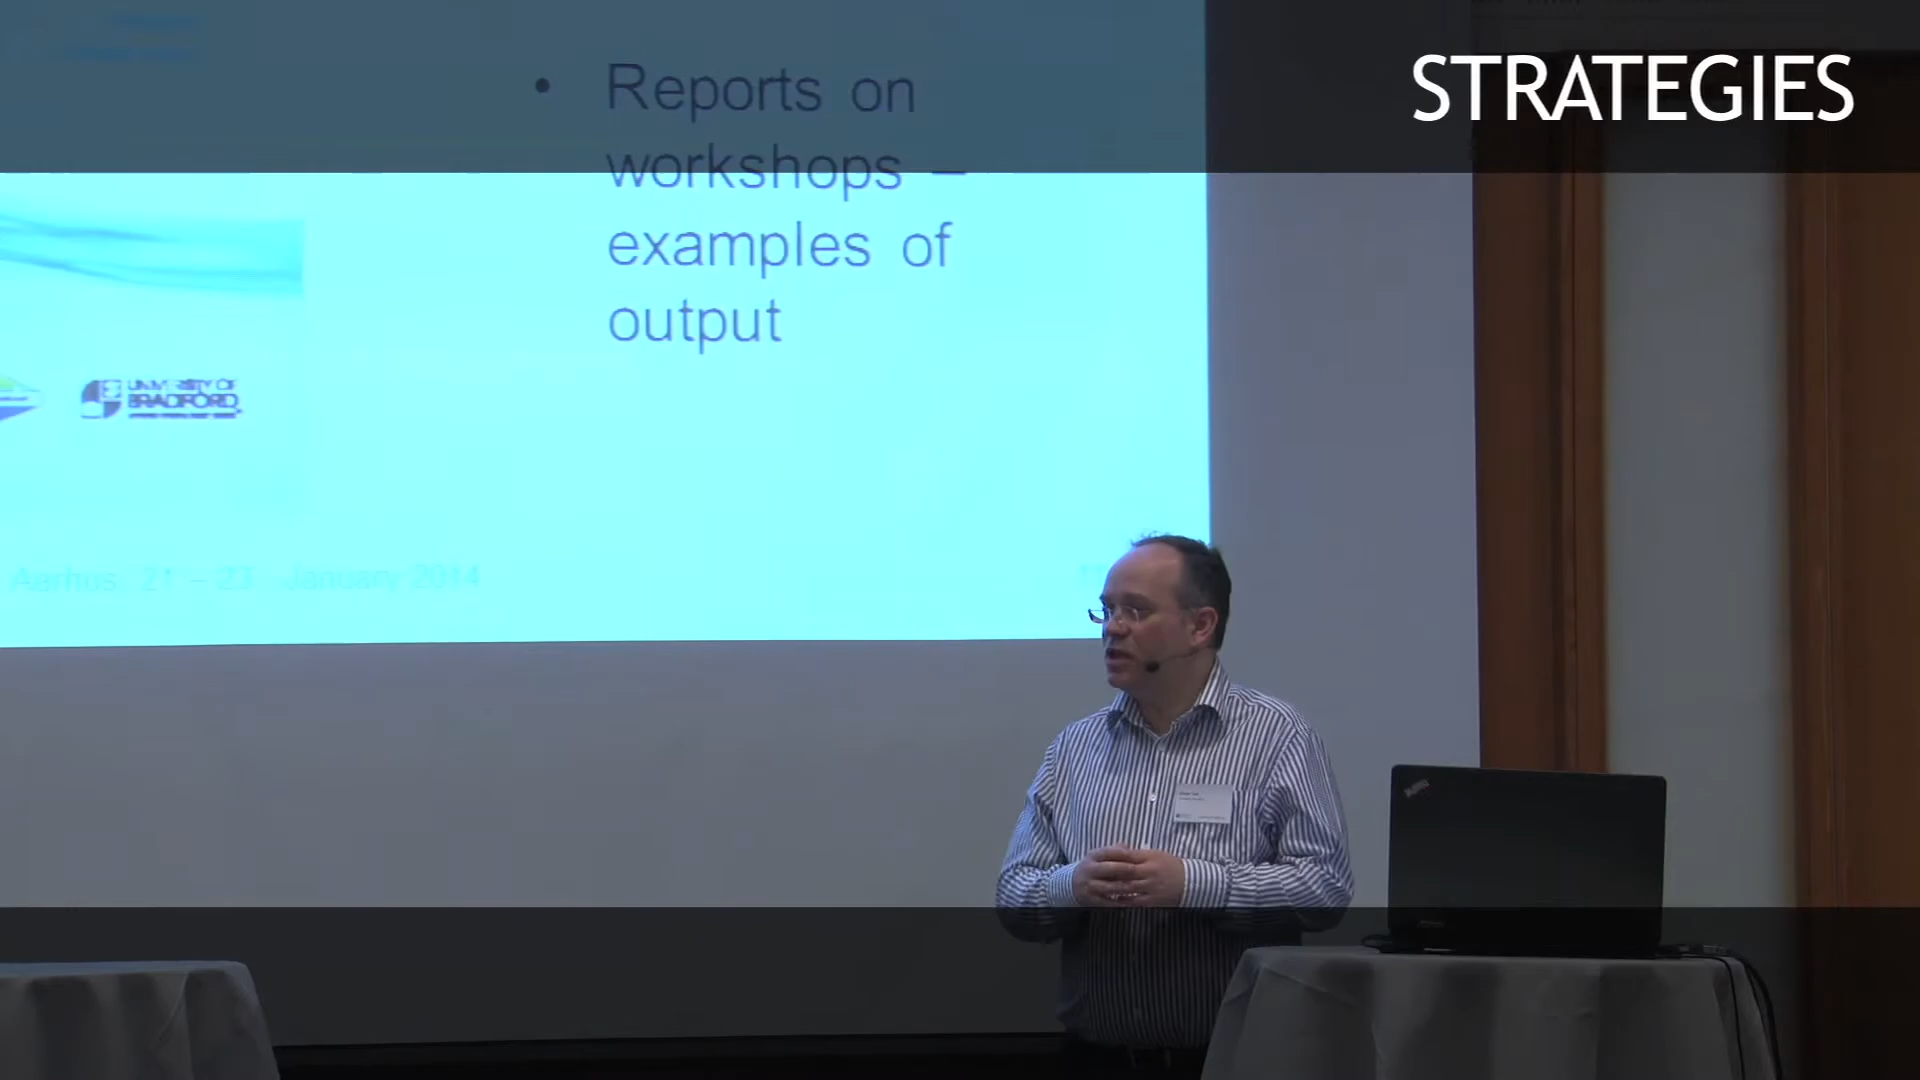 STRATEGIES
• Reports on
workshops –
examples of
output
UNIVERSITY OF
BRADFORD
Aarhus 21 – 23 January 2014